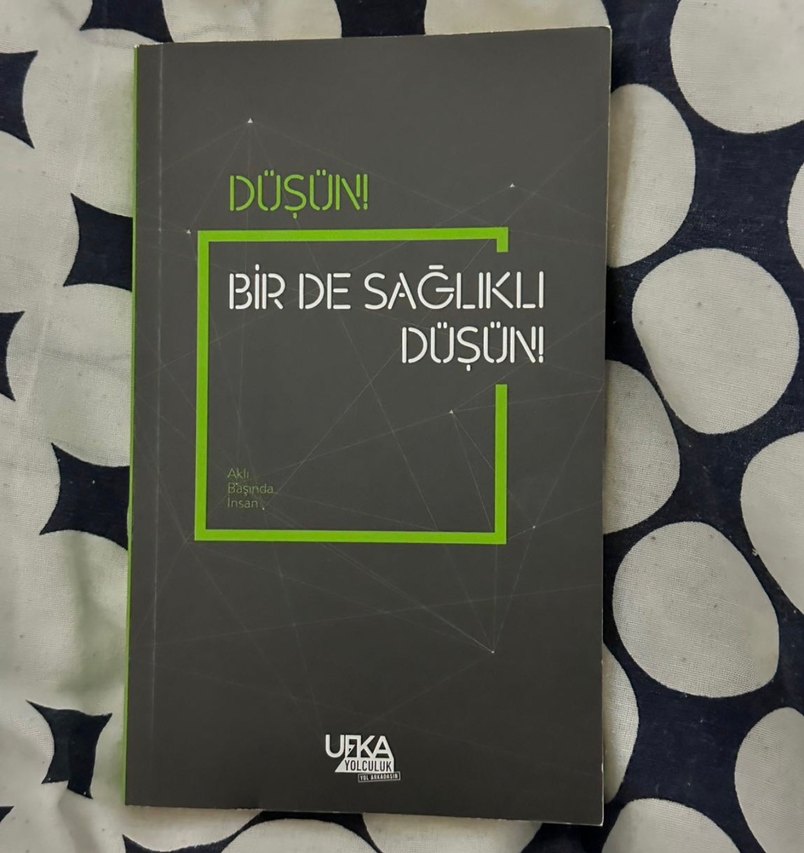 DÜŞÜN!
BİR DE SAĞLIKLI
DÜŞÜN!
Aklı
Başında
İnsan
UFKA
YOLCULUK
YOL ARKADAŞIN